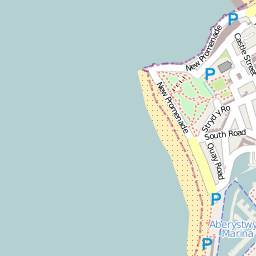 P
Castle Street
New Promenade
P
New Promenade
Stryd y Ro
South Road
Quay Road
P
Aberystwy
Marina
P